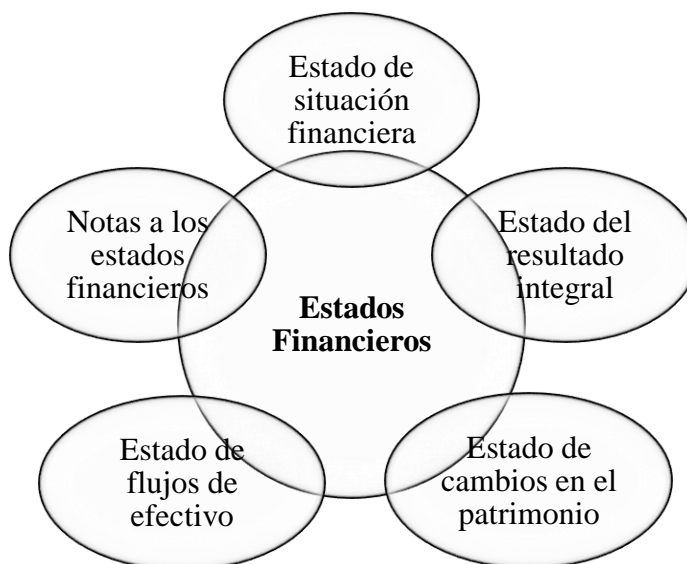 Estado de
situación
financiera
Notas a los
estados
financieros
Estado del
resultado
integral
Estados
Financieros
Estado de
flujos de
efectivo
Estado de
cambios en el
patrimonio